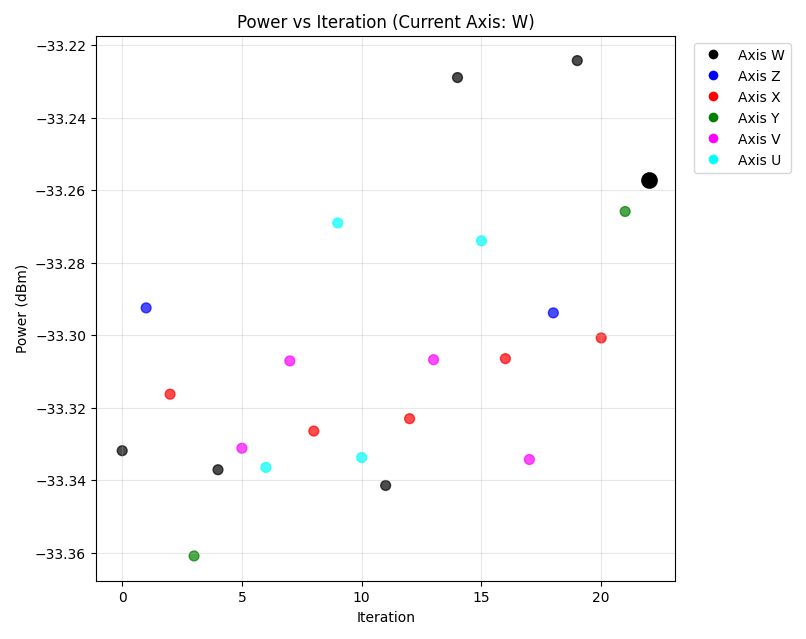 Power vs Iteration (Current Axis: W)
Axis W
Axis Z
Axis X
Axis Y
Axis V
Axis U
Power (dBm)
−33.22
−33.24
−33.26
−33.28
−33.30
−33.32
−33.34
−33.36
0
5
10
15
20
Iteration